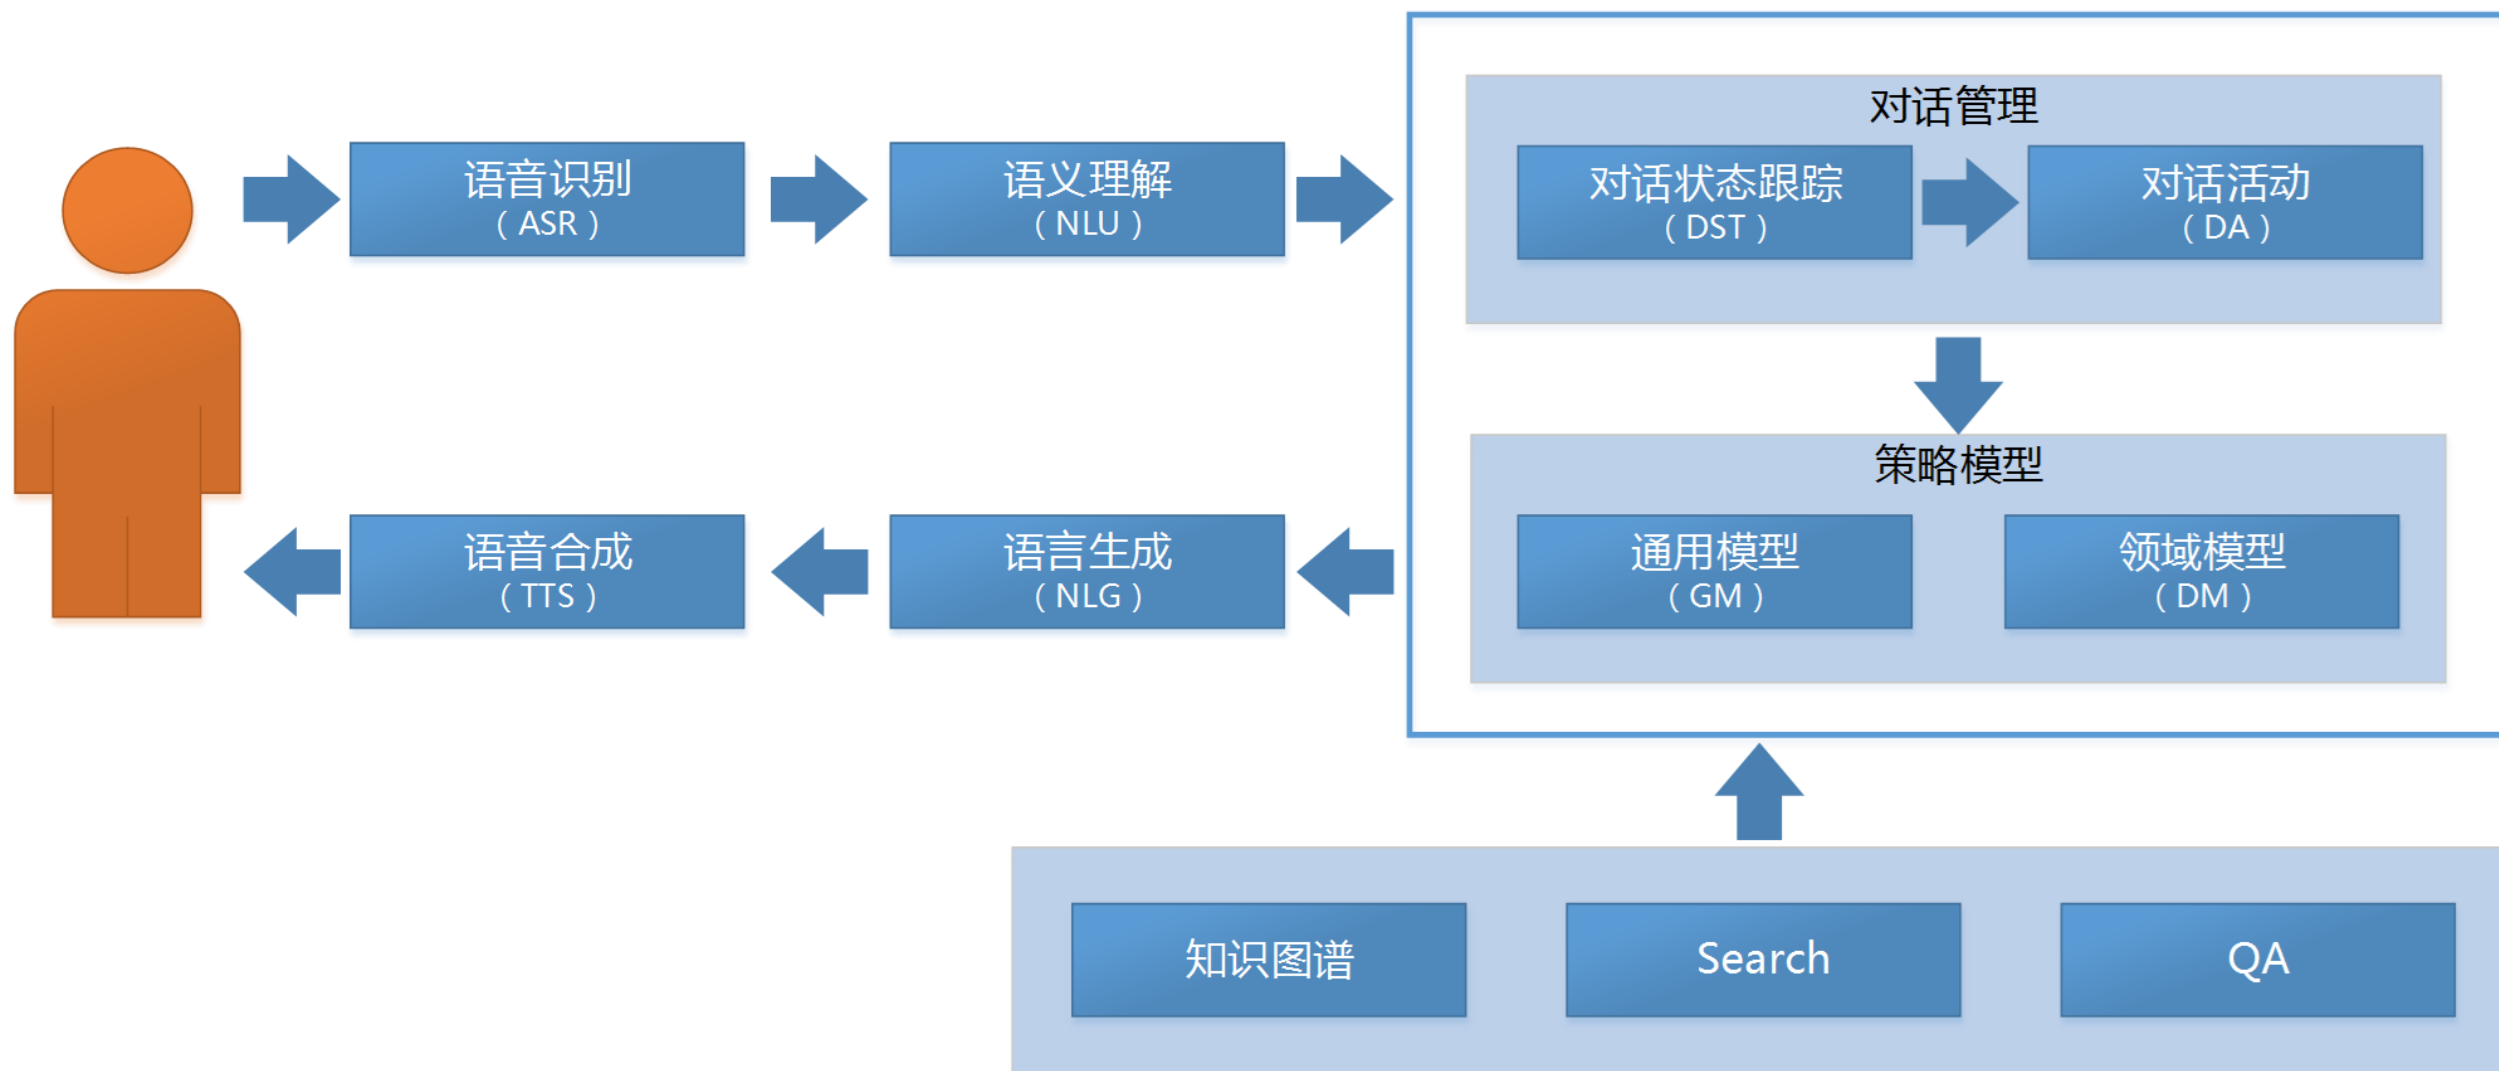 对话管理
语音识别
（ASR）
语义理解
（NLU）
对话状态跟踪
（DST）
对话活动
（DA）
策略模型
语音合成
（TTS）
语言生成
（NLG）
通用模型
（GM）
领域模型
（DM）
知识图谱
Search
QA